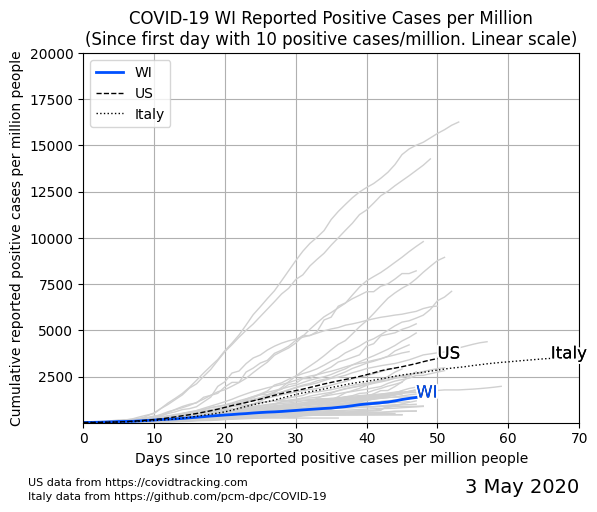 COVID-19 WI Reported Positive Cases per Million
(Since first day with 10 positive cases/million. Linear scale)
Cumulative reported positive cases per million people
20000
17500
15000
12500
10000
7500
5000
2500
WI
US
Italy
US
Italy
WI
0 10 20 30 40 50 60 70
Days since 10 reported positive cases per million people
US data from https://covidtracking.com
Italy data from https://github.com/pcm-dpc/COVID-19
3 May 2020